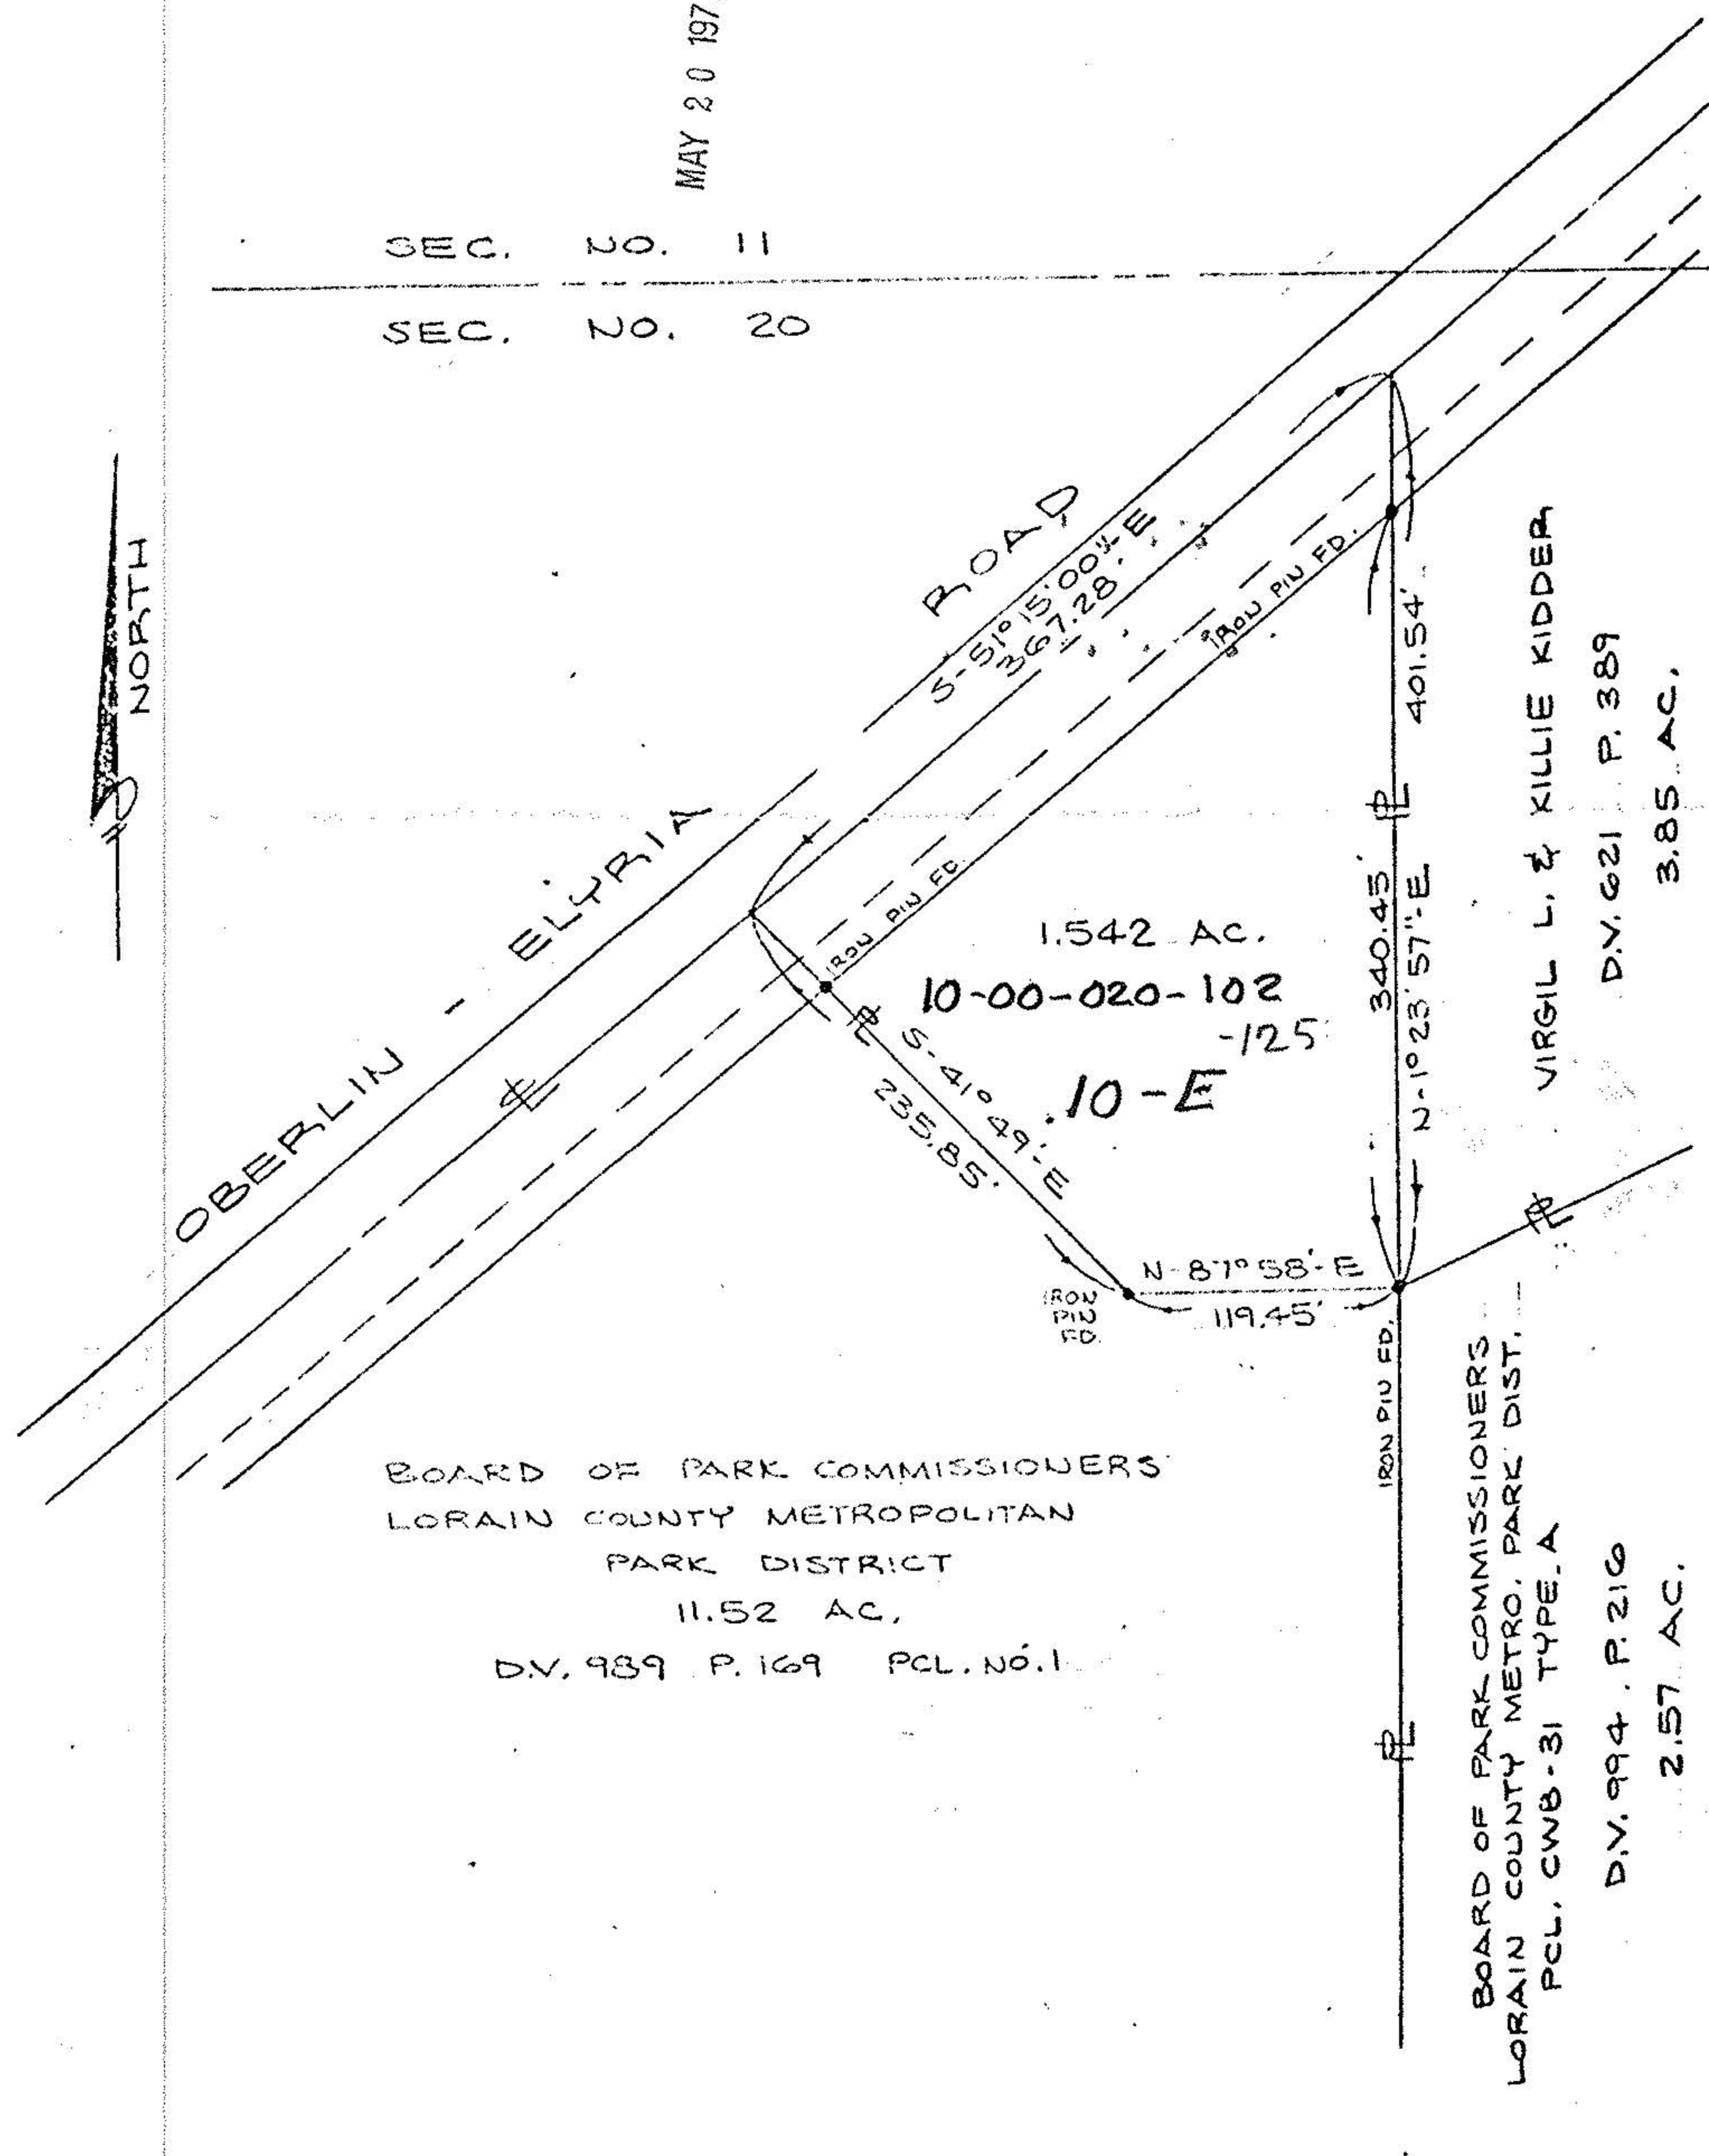 MAY 20 197
SEC. NO. 11
SEC. NO. 20
NORTH
OBERLIN - ELYRIA ROAD
S-51°15'00"-E
367.28'
IRON PIN FD.
IRON PIN FD.
℄
401.54'
340.45'
N-1°23'57"-E
1.542 AC.
10-00-020-102
-125
10-E
S-41°49'-E
235.85'
N-87°58'-E
119.45'
IRON
PIN
FD.
IRON PIN FD.
VIRGIL L. & KILLIE KIDDER
D.V. 621 P. 389
3.85 AC.
BOARD OF PARK COMMISSIONERS
LORAIN COUNTY METROPOLITAN
PARK DISTRICT
11.52 AC.
D.V. 989 P. 169 PCL. NO. 1
BOARD OF PARK COMMISSIONERS
LORAIN COUNTY METRO. PARK DIST.
PCL. CWB-31 TYPE. A
D.V. 994. P. 216
2.57 AC.
PL
PL
PL
PL